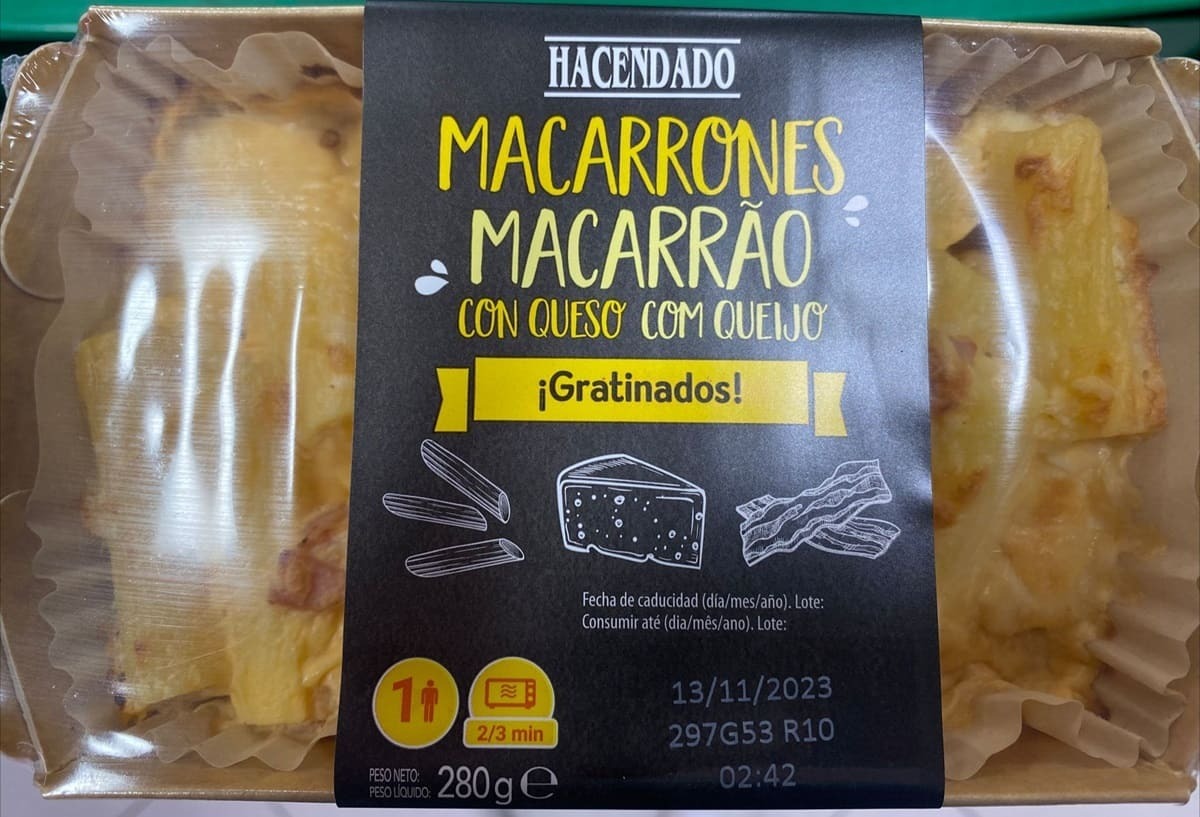 HACENDADO
MACARRONES
MACARRÃO
CON QUESO COM QUEIJO
¡Gratinados!
Fecha de caducidad (día/mes/año). Lote:
Consumir até (dia/mês/ano). Lote:
13/11/2023
297G53 R10
02:42
1
2/3 min
PESO NETO:
PESO LÍQUIDO: 280 g e